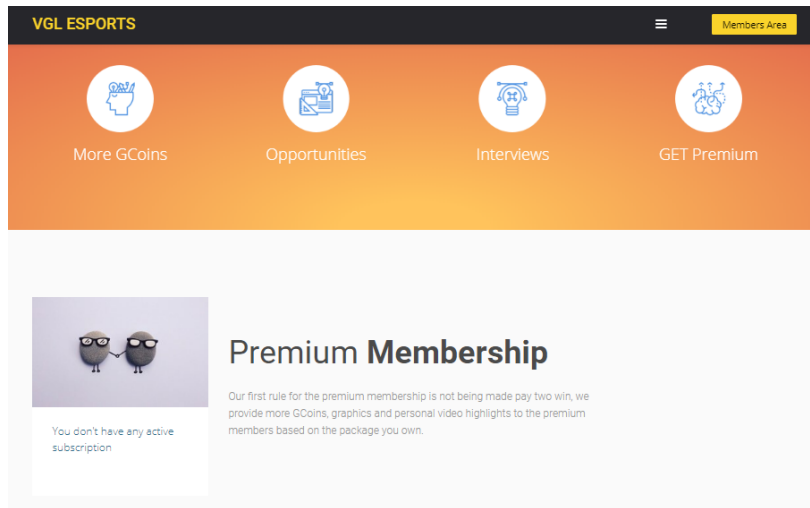 VGL ESPORTS
Members Area
More GCoins
Opportunities
Interviews
GET Premium
Premium Membership
Our first rule for the premium membership is not being made pay two win, we
provide more GCoins, graphics and personal video highlights to the premium
members based on the package you own.
You don't have any active
subscription